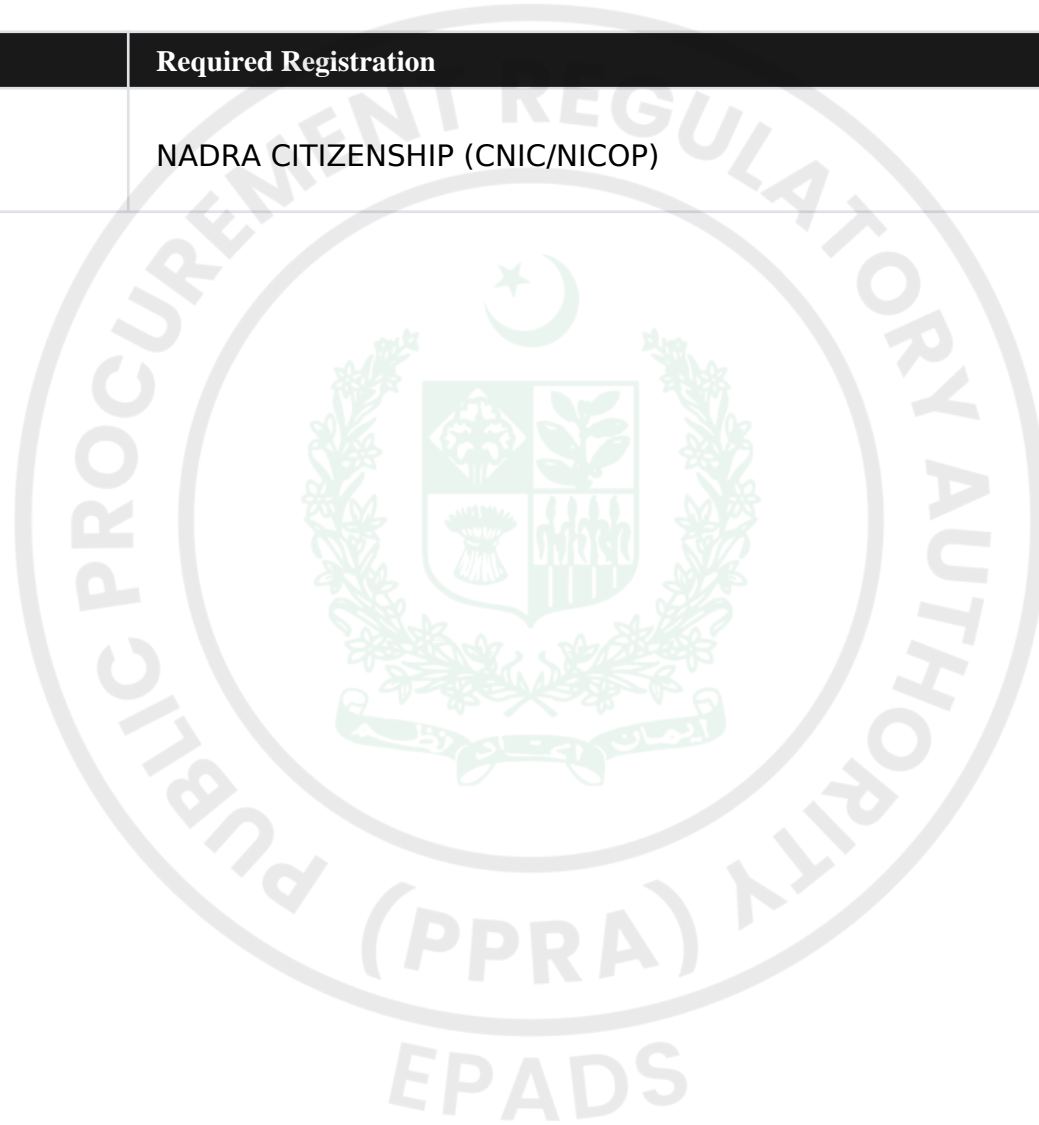 Required Registration
NADRA CITIZENSHIP (CNIC/NICOP)
PUBLIC PROCUREMENT REGULATORY AUTHORITY
(PPRA)
EPADS